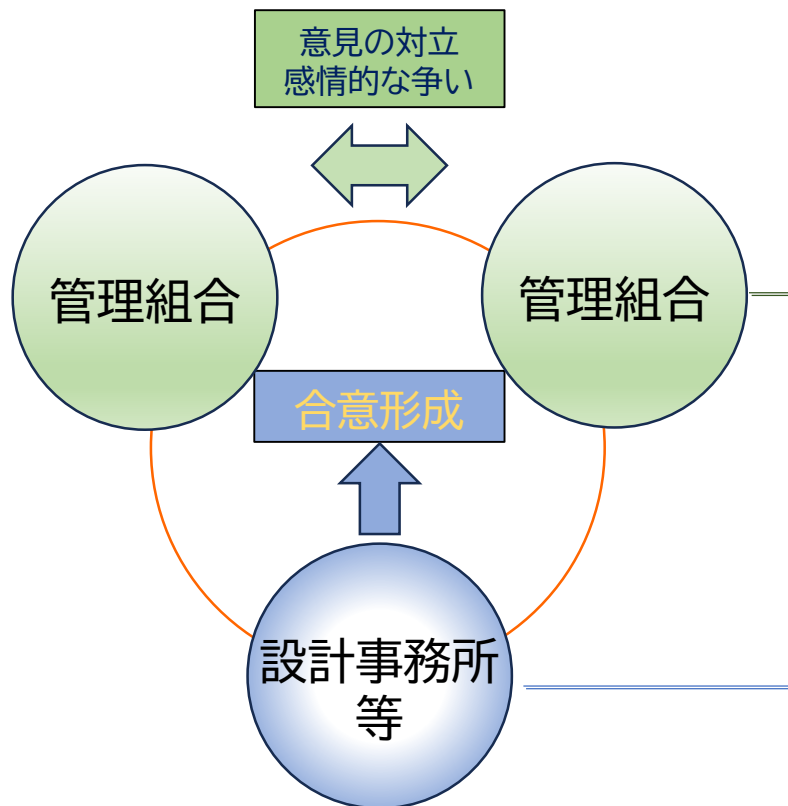 意見の対立
感情的な争い
管理組合
管理組合
合意形成
設計事務所
等